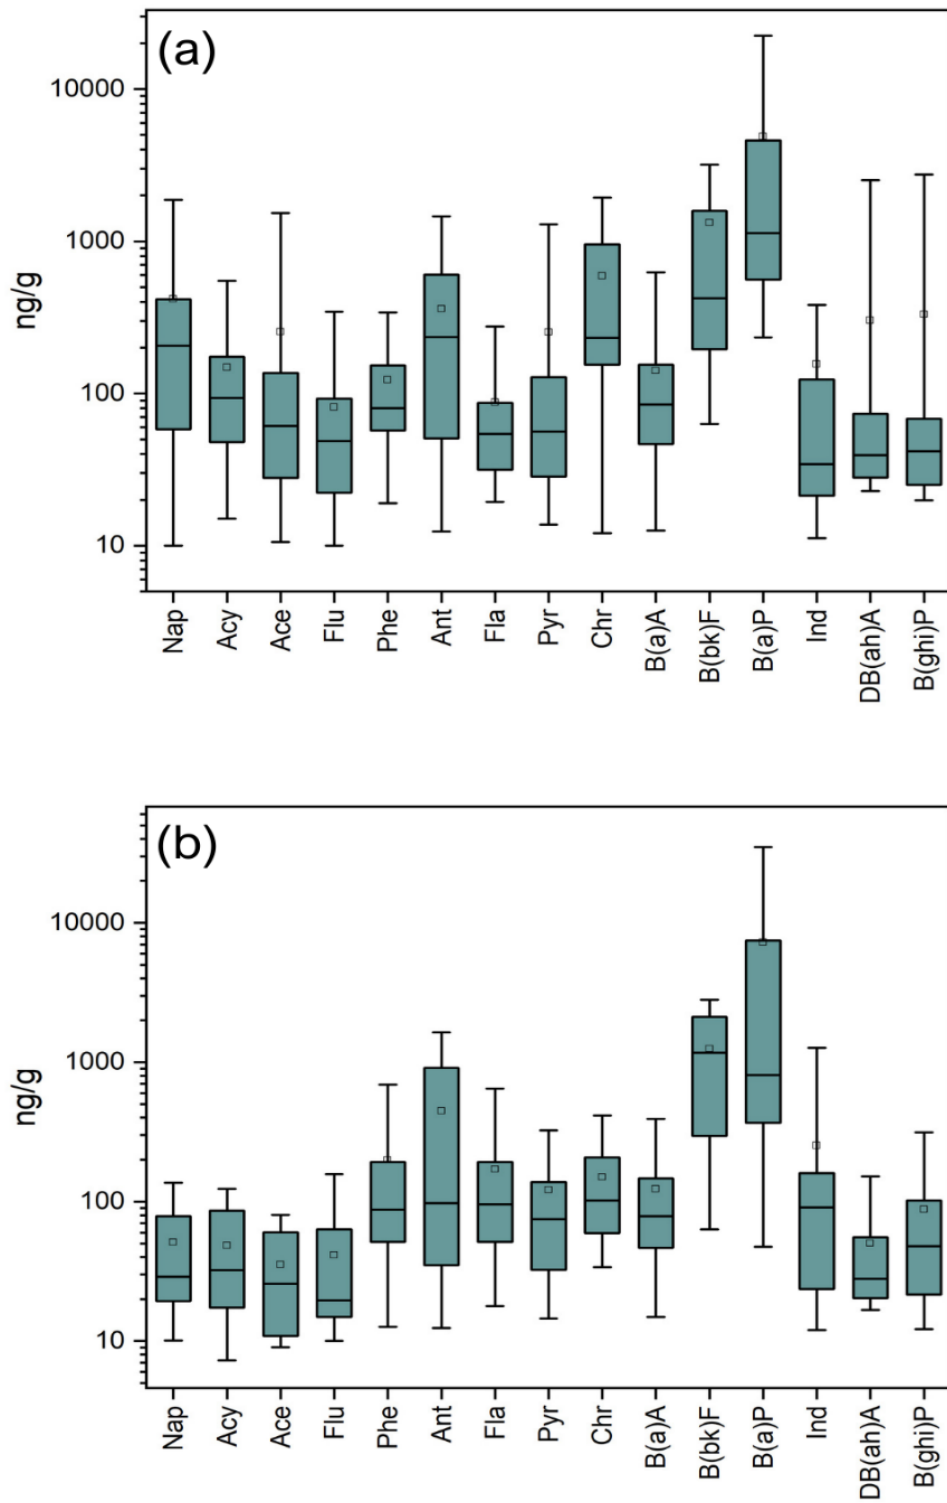 (a)
10000
1000
100
10
ng/g
Nap Acy Ace Flu Phe Ant Fla Pyr Chr B(a)A B(bk)F B(a)P Ind DB(ah)A B(ghi)P
(b)
10000
1000
100
10
ng/g
Nap Acy Ace Flu Phe Ant Fla Pyr Chr B(a)A B(bk)F B(a)P Ind DB(ah)A B(ghi)P